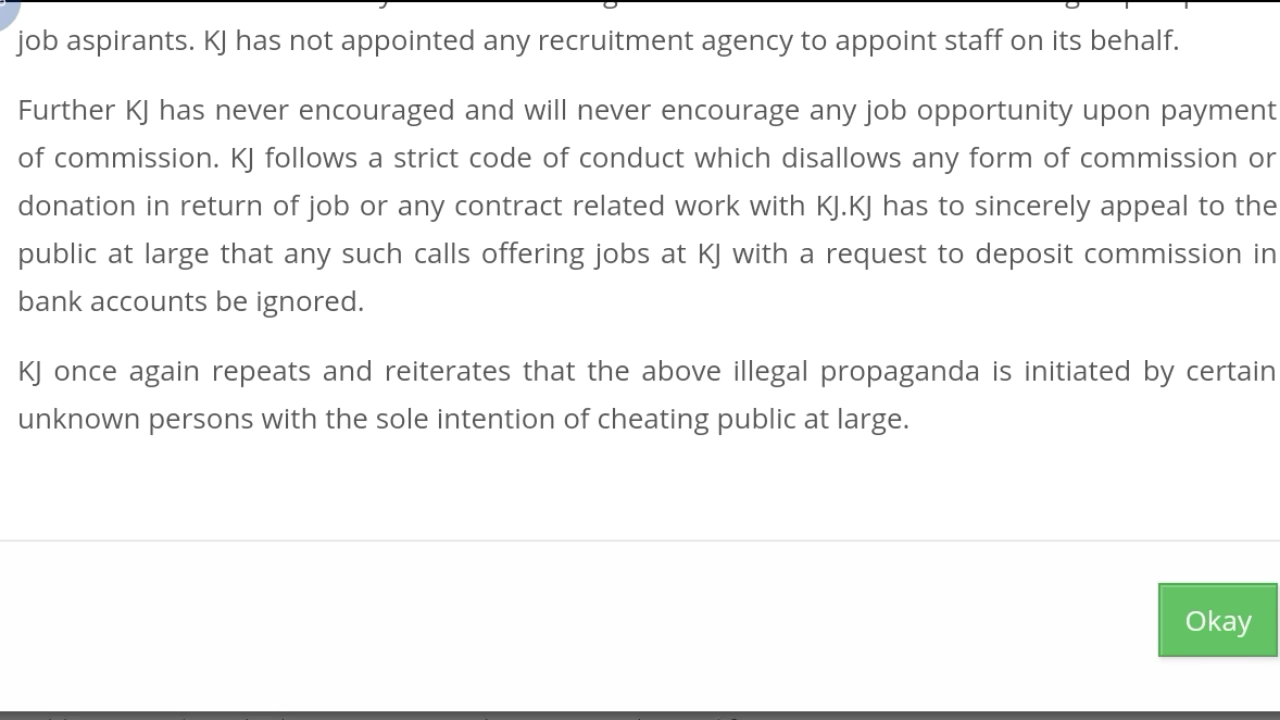 job aspirants. KJ has not appointed any recruitment agency to appoint staff on its behalf.
Further KJ has never encouraged and will never encourage any job opportunity upon payment
of commission. KJ follows a strict code of conduct which disallows any form of commission or
donation in return of job or any contract related work with KJ.KJ has to sincerely appeal to the
public at large that any such calls offering jobs at KJ with a request to deposit commission in
bank accounts be ignored.
KJ once again repeats and reiterates that the above illegal propaganda is initiated by certain
unknown persons with the sole intention of cheating public at large.
Okay